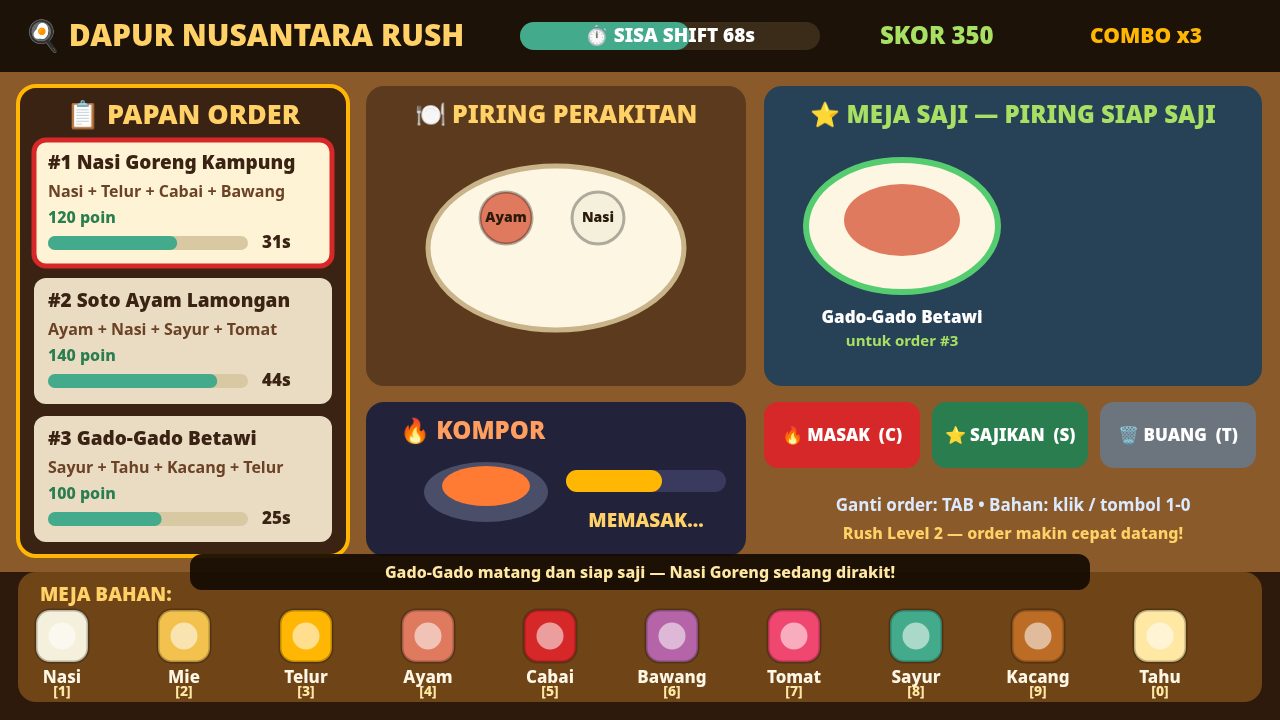 DAPUR NUSANTARA RUSH
SISA SHIFT 68s
SKOR 350
COMBO x3
PAPAN ORDER
#1 Nasi Goreng Kampung
Nasi + Telur + Cabai + Bawang
120 poin
31s
#2 Soto Ayam Lamongan
Ayam + Nasi + Sayur + Tomat
140 poin
44s
#3 Gado-Gado Betawi
Sayur + Tahu + Kacang + Telur
100 poin
25s
PIRING PERAKITAN
Ayam
Nasi
MEJA SAJI — PIRING SIAP SAJI
Gado-Gado Betawi
untuk order #3
KOMPOR
MEMASAK...
MASAK (C)
SAJIKAN (S)
BUANG (T)
Ganti order: TAB • Bahan: klik / tombol 1-0
Rush Level 2 — order makin cepat datang!
Gado-Gado matang dan siap saji — Nasi Goreng sedang dirakit!
MEJA BAHAN:
Nasi
[1]
Mie
[2]
Telur
[3]
Ayam
[4]
Cabai
[5]
Bawang
[6]
Tomat
[7]
Sayur
[8]
Kacang
[9]
Tahu
[0]